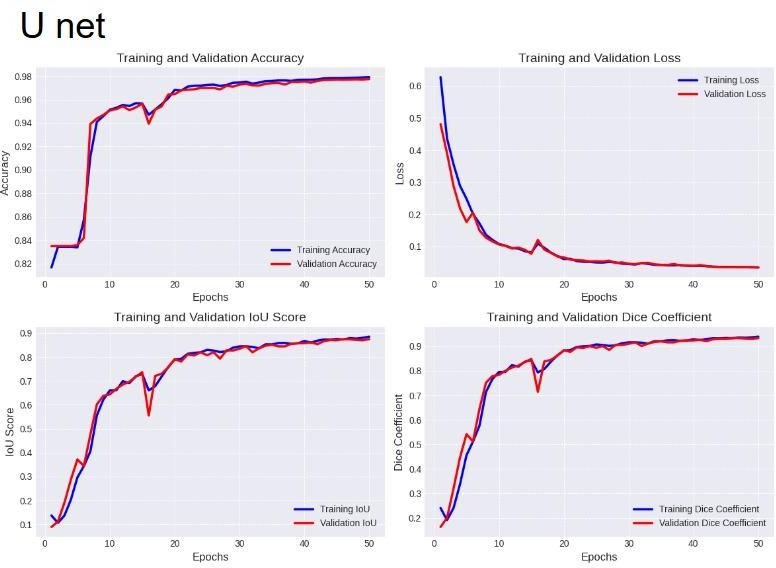 U net
Training and Validation Accuracy
0.98
0.96
0.94
0.92
0.90
0.88
0.86
0.84
0.82
Accuracy
0 10 20 30 40 50
Epochs
Training Accuracy
Validation Accuracy
Training and Validation Loss
0.6
0.5
0.4
0.3
0.2
0.1
Loss
0 10 20 30 40 50
Epochs
Training Loss
Validation Loss
Training and Validation IoU Score
0.9
0.8
0.7
0.6
0.5
0.4
0.3
0.2
0.1
IoU Score
0 10 20 30 40 50
Epochs
Training IoU
Validation IoU
Training and Validation Dice Coefficient
0.9
0.8
0.7
0.6
0.5
0.4
0.3
0.2
Dice Coefficient
0 10 20 30 40 50
Epochs
Training Dice Coefficient
Validation Dice Coefficient